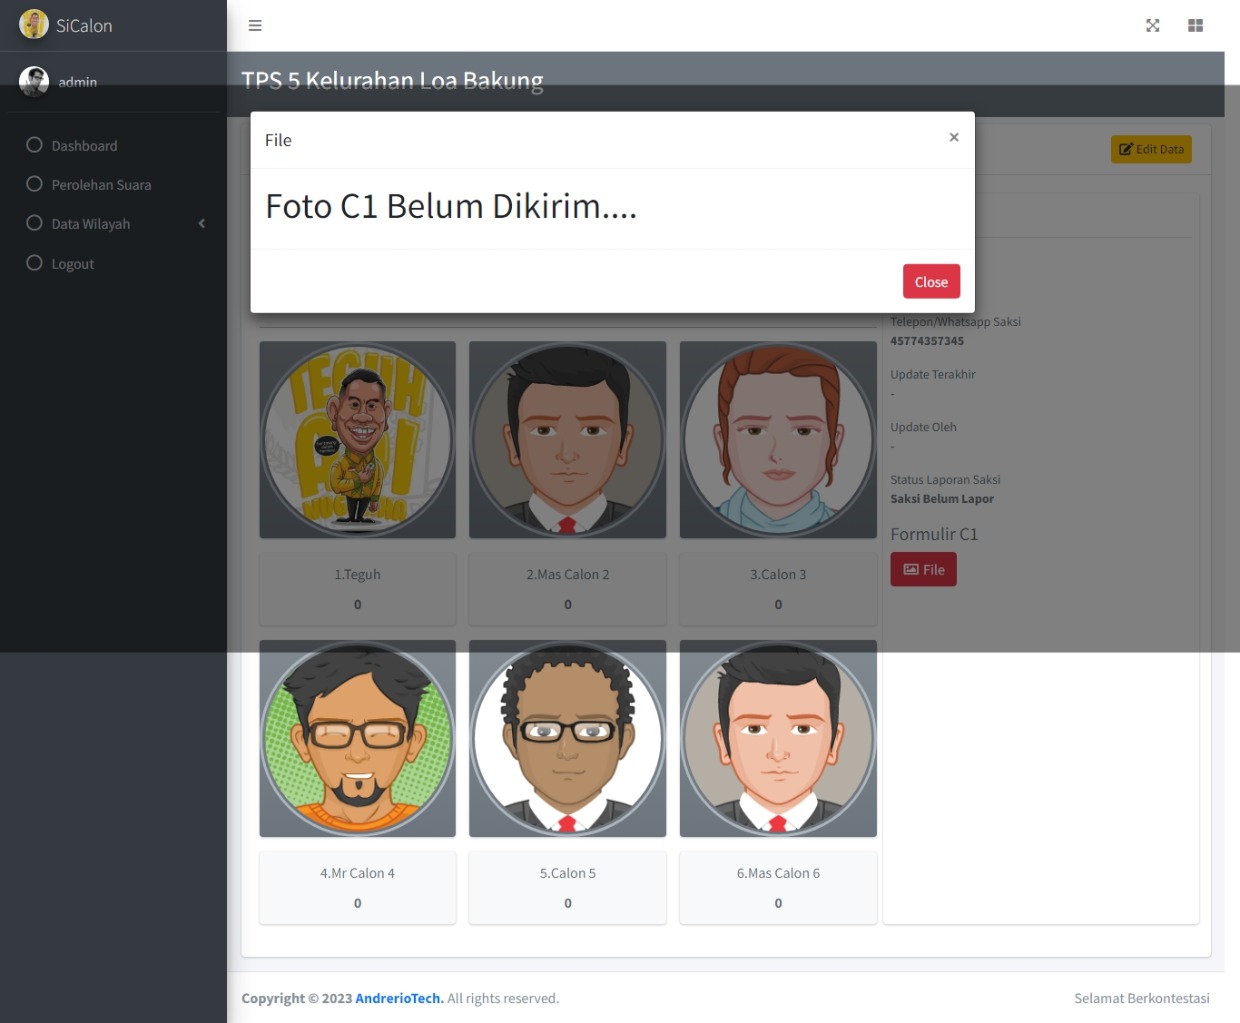 SiCalon
admin
Dashboard
Perolehan Suara
Data Wilayah
Logout
TPS 5 Kelurahan Loa Bakung
Edit Data
File
×
Foto C1 Belum Dikirim....
Close
Telepon/Whatsapp Saksi
45774357345
Update Terakhir
-
Update Oleh
-
Status Laporan Saksi
Saksi Belum Lapor
Formulir C1
File
TEGUH
1.Teguh
0
2.Mas Calon 2
0
3.Calon 3
0
4.Mr Calon 4
0
5.Calon 5
0
6.Mas Calon 6
0
Copyright © 2023 AndrerioTech. All rights reserved.
Selamat Berkontestasi